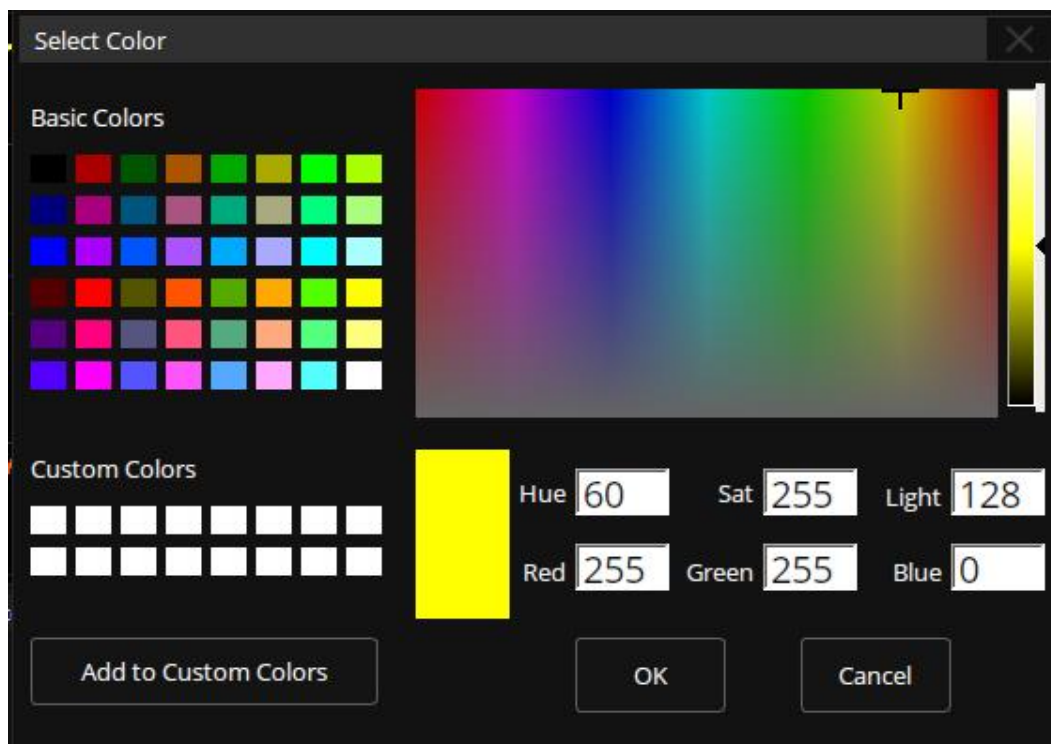 Select Color
Basic Colors
Custom Colors
Hue 60 Sat 255 Light 128
Red 255 Green 255 Blue 0
Add to Custom Colors OK Cancel